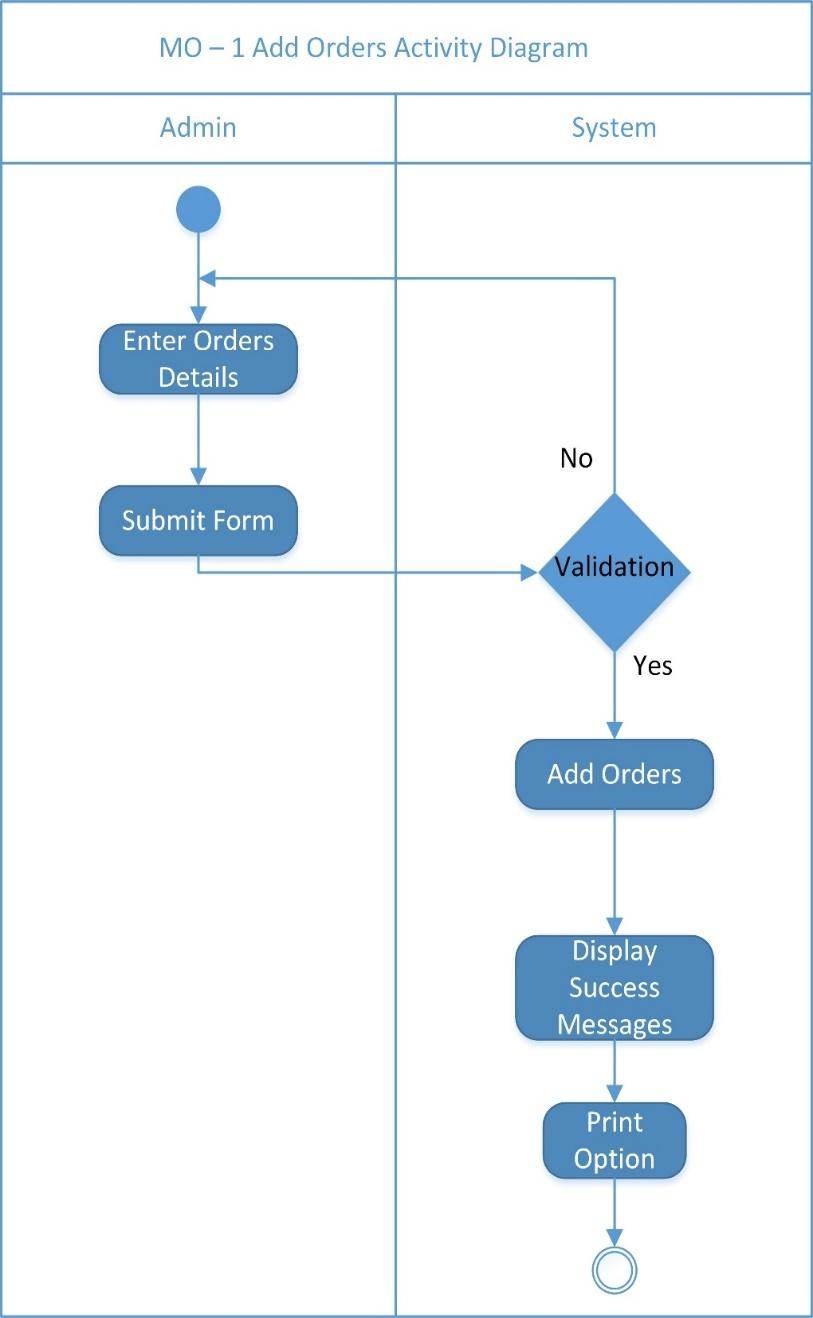 MO – 1 Add Orders Activity Diagram
Admin
System
Enter Orders
Details
No
Submit Form
Validation
Yes
Add Orders
Display
Success
Messages
Print
Option